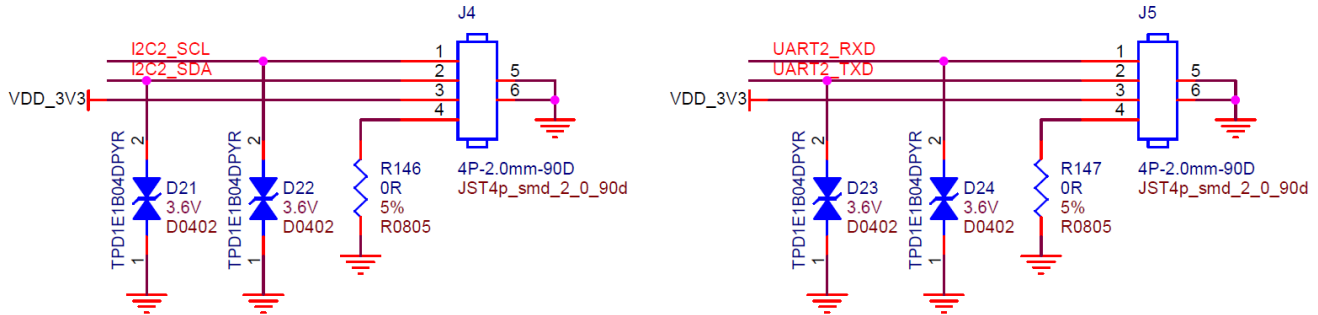 J4
I2C2_SCL
I2C2_SDA
VDD_3V3
1
2
3
4
5
6
4P-2.0mm-90D
JST4p_smd_2_0_90d
TPD1E1B04DPYR
2
1
D21
3.6V
D0402
TPD1E1B04DPYR
2
1
D22
3.6V
D0402
R146
0R
5%
R0805
J5
UART2_RXD
UART2_TXD
VDD_3V3
1
2
3
4
5
6
4P-2.0mm-90D
JST4p_smd_2_0_90d
TPD1E1B04DPYR
2
1
D23
3.6V
D0402
TPD1E1B04DPYR
2
1
D24
3.6V
D0402
R147
0R
5%
R0805